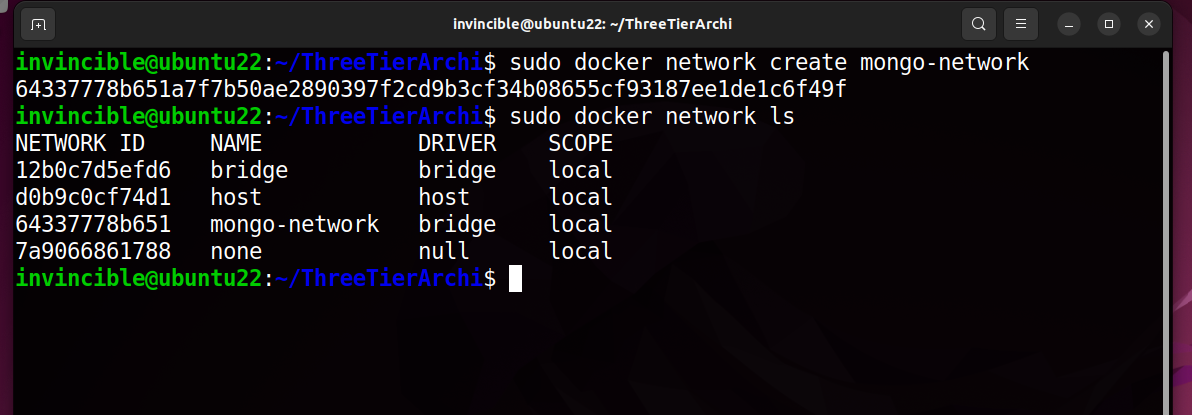 invincible@ubuntu22: ~/ThreeTierArchi
invincible@ubuntu22:~/ThreeTierArchi$ sudo docker network create mongo-network
64337778b651a7f7b50ae2890397f2cd9b3cf34b08655cf93187ee1de1c6f49f
invincible@ubuntu22:~/ThreeTierArchi$ sudo docker network ls
NETWORK ID     NAME            DRIVER    SCOPE
12b0c7d5efd6   bridge          bridge    local
d0b9c0cf74d1   host            host      local
64337778b651   mongo-network   bridge    local
7a9066861788   none            null      local
invincible@ubuntu22:~/ThreeTierArchi$